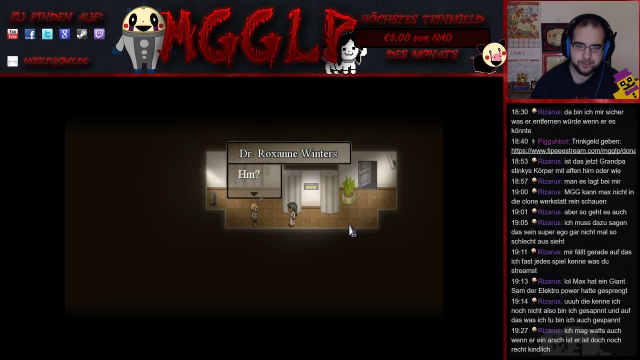 ZU FINDEN AUF:
MGGLP@GMX.DE
MGGLP
HÖCHSTES TRINKGELD
€5.00 von NMO
DES MONATS
Dr. Roxanne Winters
Hm?
18:30 Rizarus: da bin ich mir sicher
was er entfernen würde wenn er es
könnte
18:40 Pigguhbot: Trinkgeld geben:
https://www.tipeeestream.com/mgglp/dona
18:53 Rizarus: ist das jetzt Grandpa
stinkys Körper mit affen hirn oder wie
18:57 Rizarus: man es lagt bei mir
19:00 Rizarus: MGG kann max nicht in
die clone werkstatt rein schauen
19:01 Rizarus: aber so geht es auch
19:05 Rizarus: ich muss dazu sagen
das sein super ego gar nicht mal so
schlecht aus sieht
19:11 Rizarus: mir fällt gerade auf das
ich fast jedes spiel kenne was du
streamst
19:13 Rizarus: lol Max hat ein Giant
Sam der Elektro power hatte gesprengt
19:14 Rizarus: uuuh die kenne ich
noch nicht also bin ich gesapnnt und auf
das was ich tu bin ich auch gespannt
19:27 Rizarus: ich mag watts auch
wenn er ein arsch ist er ist doch noch
recht kindlich